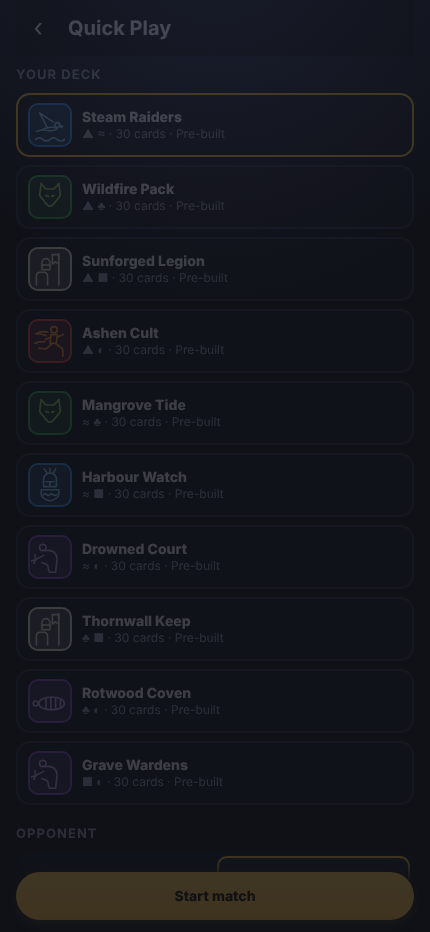 Quick Play
YOUR DECK
Steam Raiders
▲ ≈ · 30 cards · Pre-built
Wildfire Pack
▲ ♣ · 30 cards · Pre-built
Sunforged Legion
▲ ■ · 30 cards · Pre-built
Ashen Cult
▲ ◖ · 30 cards · Pre-built
Mangrove Tide
≈ ♣ · 30 cards · Pre-built
Harbour Watch
≈ ■ · 30 cards · Pre-built
Drowned Court
≈ ◖ · 30 cards · Pre-built
Thornwall Keep
♣ ■ · 30 cards · Pre-built
Rotwood Coven
♣ ◖ · 30 cards · Pre-built
Grave Wardens
■ ◖ · 30 cards · Pre-built
OPPONENT
Start match